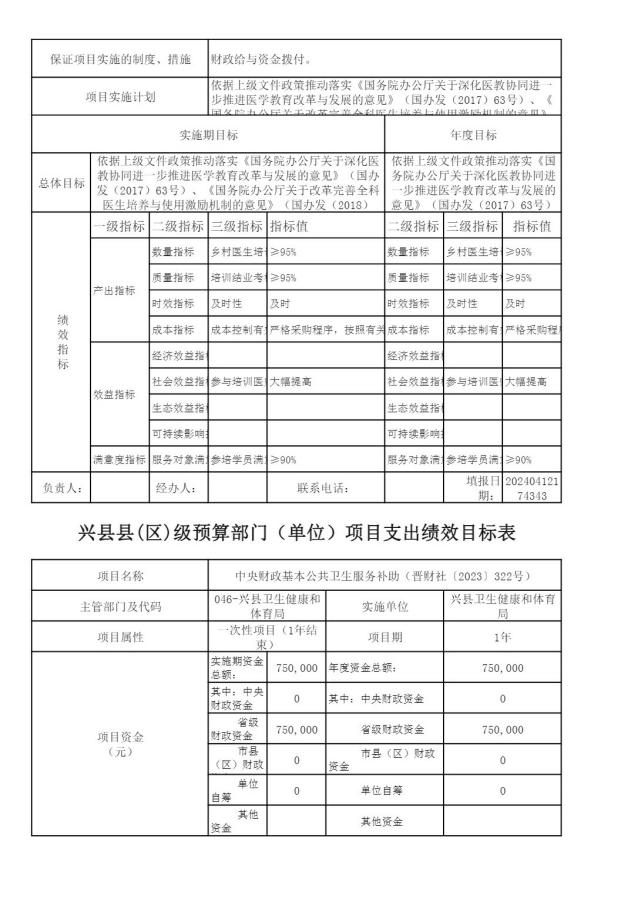 保证项目实施的制度、措施 财政给与资金拨付。
项目实施计划 依据上级文件政策推动落实《国务院办公厅关于深化医教协同进一
步推进医学教育改革与发展的意见》（国办发（2017）63号）、《
国务院办公厅关于改革完善全科医生培养与使用激励机制的意见》
实施期目标 年度目标
总体目标 依据上级文件政策推动落实《国务院办公厅关于深化医 依据上级文件政策推动落实《国
教协同进一步推进医学教育改革与发展的意见》（国办 务院办公厅关于深化医教协同进
发（2017）63号）、《国务院办公厅关于改革完善全科 一步推进医学教育改革与发展的
医生培养与使用激励机制的意见》（国办发（2018） 意见》（国办发（2017）63号）
绩效指标
一级指标 二级指标 三级指标 指标值 二级指标 三级指标 指标值
产出指标
数量指标 乡村医生培 ≥95% 数量指标 乡村医生培 ≥95%
质量指标 培训结业考 ≥95% 质量指标 培训结业考 ≥95%
时效指标 及时性 及时 时效指标 及时性 及时
成本指标 成本控制有 严格采购程序，按照有关 成本指标 成本控制有 严格采购程
效益指标
经济效益指 经济效益指
社会效益指 参与培训医 大幅提高 社会效益指 参与培训医 大幅提高
生态效益指 生态效益指
可持续影响 可持续影响
满意度指标 服务对象满 参培学员满 ≥90% 服务对象满 参培学员满 ≥90%
负责人： 经办人： 联系电话： 填报日期： 20240412174343
兴县县(区)级预算部门（单位）项目支出绩效目标表
项目名称 中央财政基本公共卫生服务补助（晋财社〔2023〕322号）
主管部门及代码 046-兴县卫生健康和体育局 实施单位 兴县卫生健康和体育局
项目属性 一次性项目（1年结束） 项目期 1年
项目资金
（元）
实施期资金总额： 750,000 年度资金总额： 750,000
其中：中央财政资金 0 其中：中央财政资金 0
省级财政资金 750,000 省级财政资金 750,000
市县（区）财政 0 市县（区）财政资金 0
单位自筹 0 单位自筹 0
其他资金 其他资金